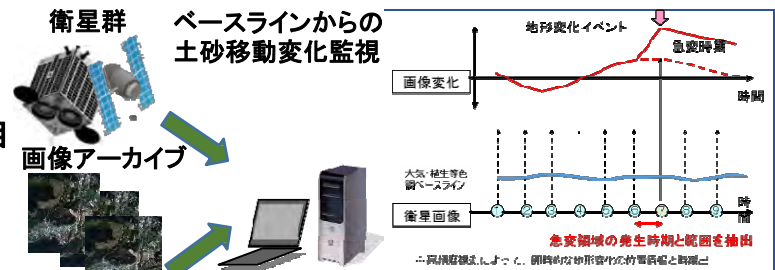 衛星群
ベースラインからの
土砂移動変化監視
画像アーカイブ
地形変化イベント
急変時期
画像変化
時間
大気・植生等色
調ベースライン
衛星画像
① ② ③ ④ ⑤ ⑥ ⑦ ⑧ ⑨
時間
急変領域の発生時期と範囲を抽出